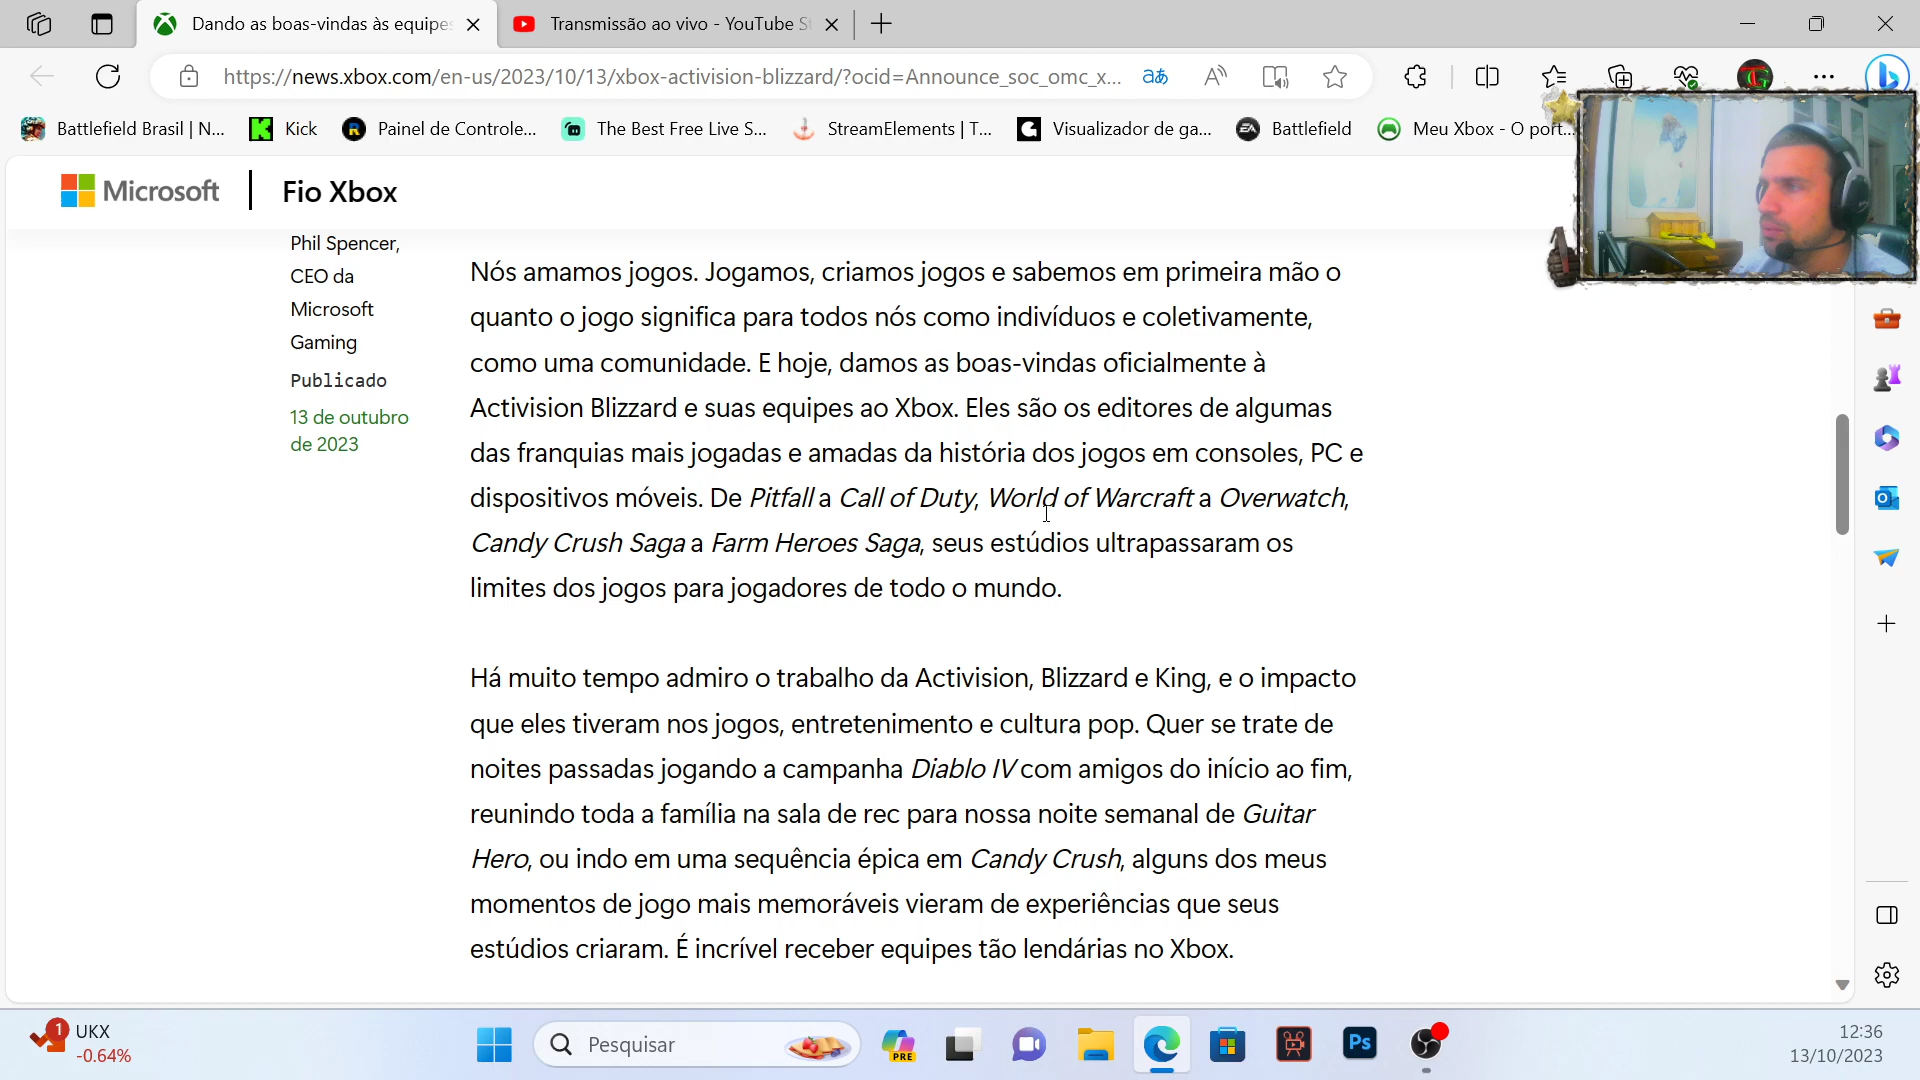 Dando as boas-vindas às equipes
Transmissão ao vivo - YouTube S
https://news.xbox.com/en-us/2023/10/13/xbox-activision-blizzard/?ocid=Announce_soc_omc_x...
Battlefield Brasil | N... Kick Painel de Controle... The Best Free Live S... StreamElements | T... Visualizador de ga... Battlefield Meu Xbox - O port...
Microsoft | Fio Xbox
Phil Spencer,
CEO da
Microsoft
Gaming
Publicado
13 de outubro
de 2023
Nós amamos jogos. Jogamos, criamos jogos e sabemos em primeira mão o
quanto o jogo significa para todos nós como indivíduos e coletivamente,
como uma comunidade. E hoje, damos as boas-vindas oficialmente à
Activision Blizzard e suas equipes ao Xbox. Eles são os editores de algumas
das franquias mais jogadas e amadas da história dos jogos em consoles, PC e
dispositivos móveis. De Pitfall a Call of Duty, World of Warcraft a Overwatch,
Candy Crush Saga a Farm Heroes Saga, seus estúdios ultrapassaram os
limites dos jogos para jogadores de todo o mundo.
Há muito tempo admiro o trabalho da Activision, Blizzard e King, e o impacto
que eles tiveram nos jogos, entretenimento e cultura pop. Quer se trate de
noites passadas jogando a campanha Diablo IV com amigos do início ao fim,
reunindo toda a família na sala de rec para nossa noite semanal de Guitar
Hero, ou indo em uma sequência épica em Candy Crush, alguns dos meus
momentos de jogo mais memoráveis vieram de experiências que seus
estúdios criaram. É incrível receber equipes tão lendárias no Xbox.
1
UKX
-0.64%
Pesquisar
PRE
Ps
12:36
13/10/2023